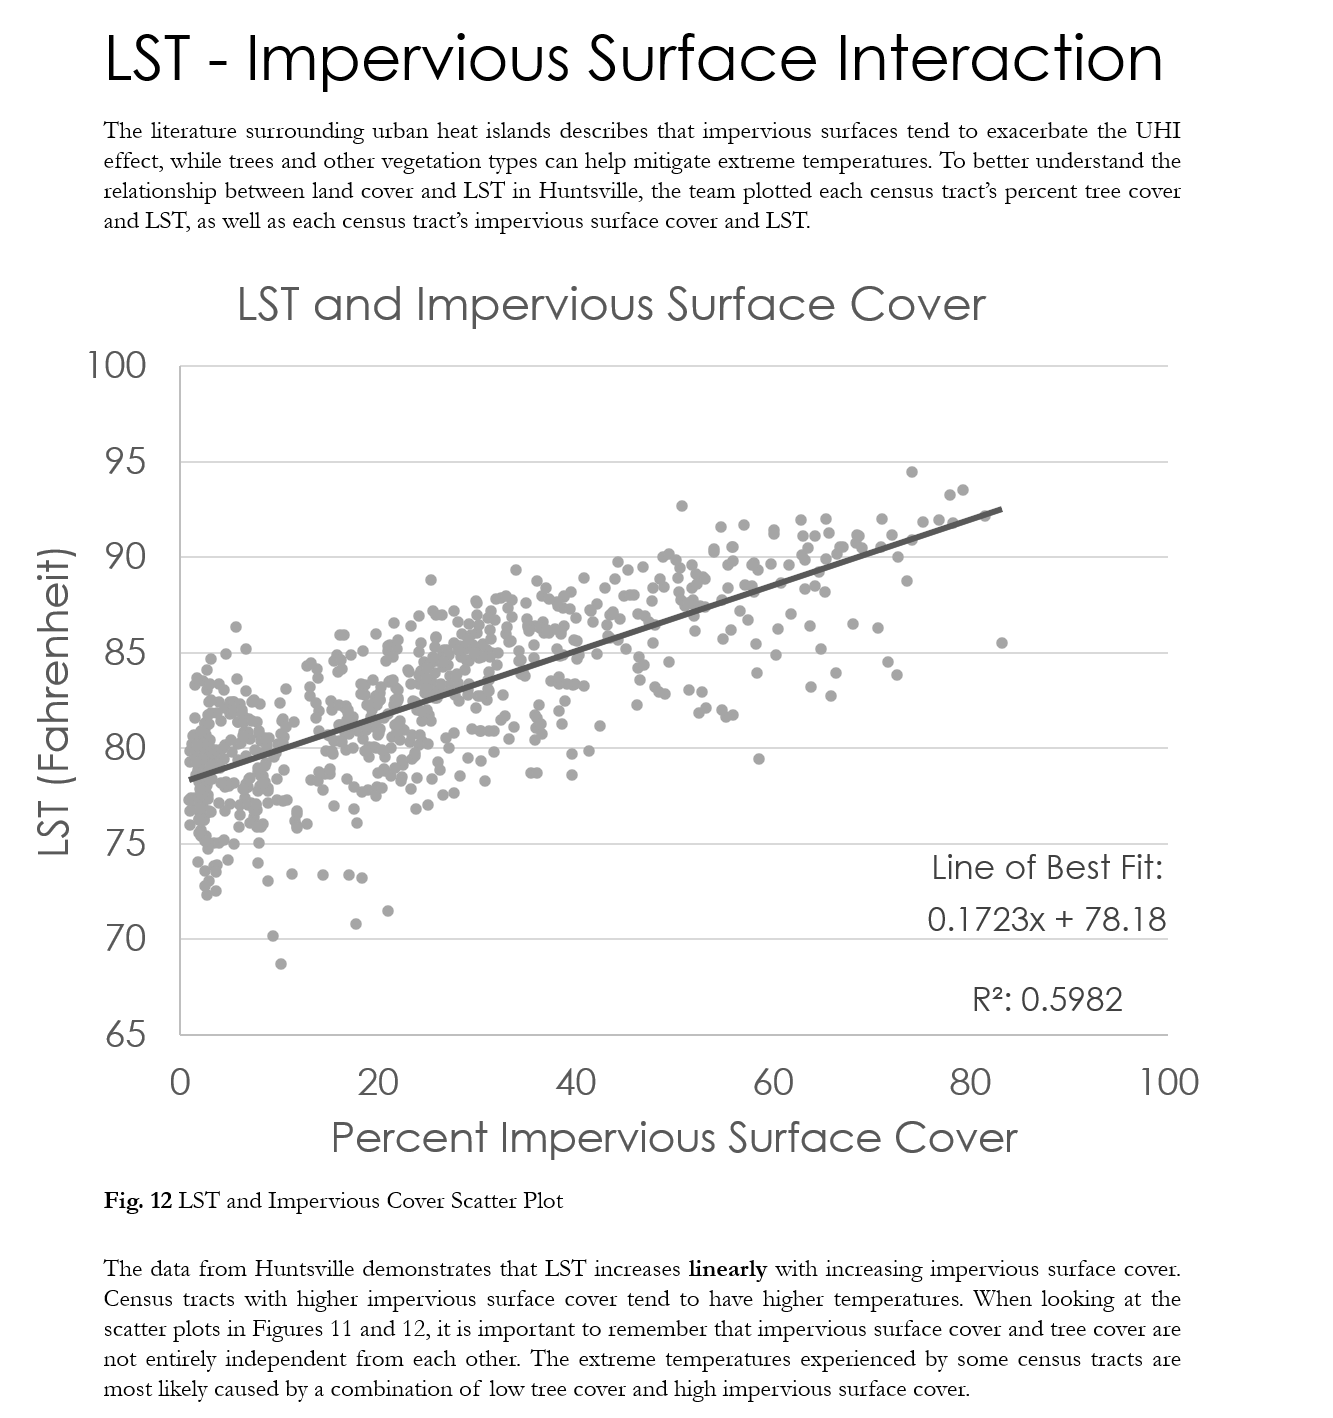 LST - Impervious Surface Interaction
The literature surrounding urban heat islands describes that impervious surfaces tend to exacerbate the UHI
effect, while trees and other vegetation types can help mitigate extreme temperatures. To better understand the
relationship between land cover and LST in Huntsville, the team plotted each census tract's percent tree cover
and LST, as well as each census tract's impervious surface cover and LST.
LST and Impervious Surface Cover
100
95
90
85
80
75
70
65
LST (Fahrenheit)
Line of Best Fit:
0.1723x + 78.18
R²: 0.5982
0 20 40 60 80 100
Percent Impervious Surface Cover
Fig. 12 LST and Impervious Cover Scatter Plot
The data from Huntsville demonstrates that LST increases linearly with increasing impervious surface cover.
Census tracts with higher impervious surface cover tend to have higher temperatures. When looking at the
scatter plots in Figures 11 and 12, it is important to remember that impervious surface cover and tree cover are
not entirely independent from each other. The extreme temperatures experienced by some census tracts are
most likely caused by a combination of low tree cover and high impervious surface cover.